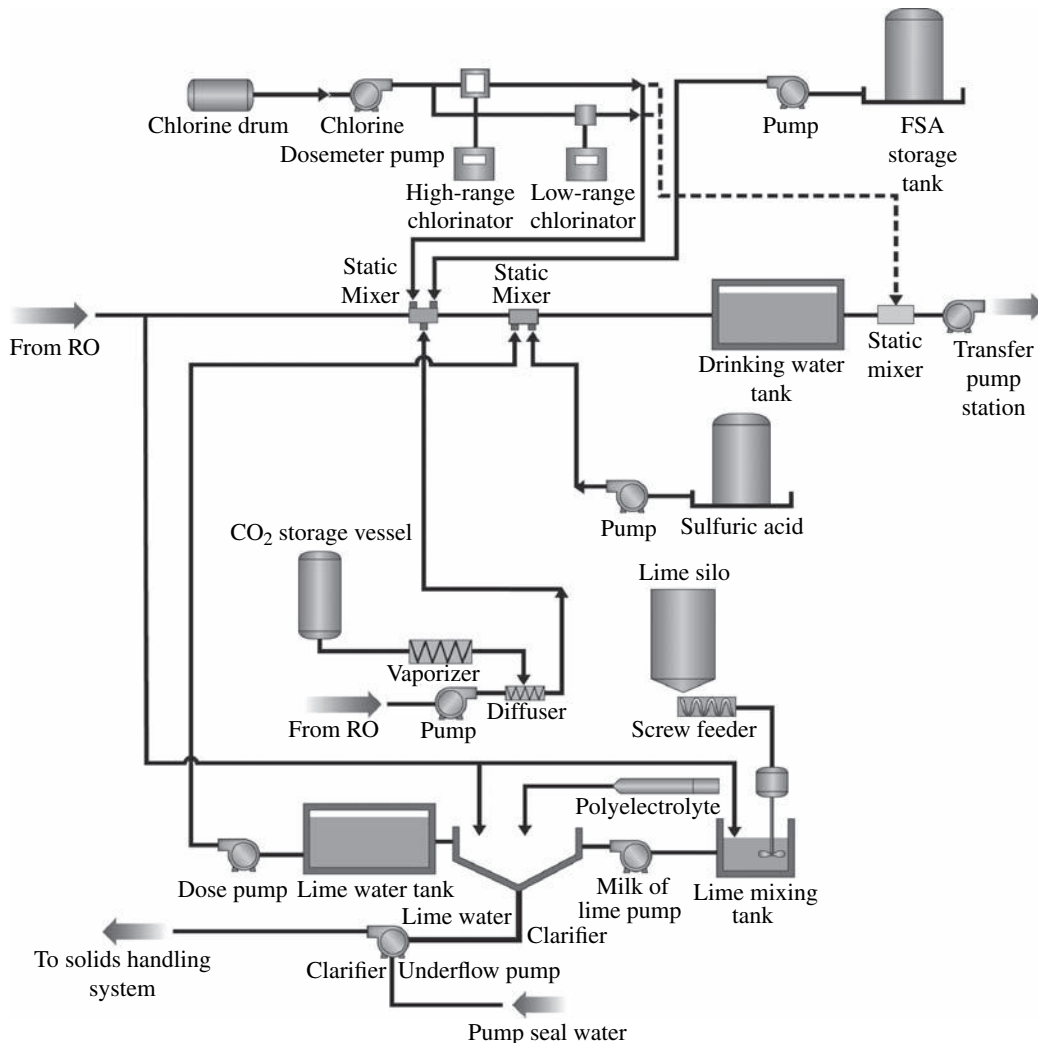 Chlorine drum
Chlorine
Dosemeter pump
Pump
FSA
storage
tank
High-range
chlorinator
Low-range
chlorinator
Static
Mixer
Static
Mixer
From RO
Drinking water
tank
Static
mixer
Transfer
pump
station
Pump
Sulfuric acid
CO₂ storage vessel
Lime silo
Vaporizer
From RO
Pump
Diffuser
Screw feeder
Polyelectrolyte
Dose pump
Lime water tank
Milk of
lime pump
Lime mixing
tank
Lime water
Clarifier
To solids handling
system
Clarifier
Underflow pump
Pump seal water